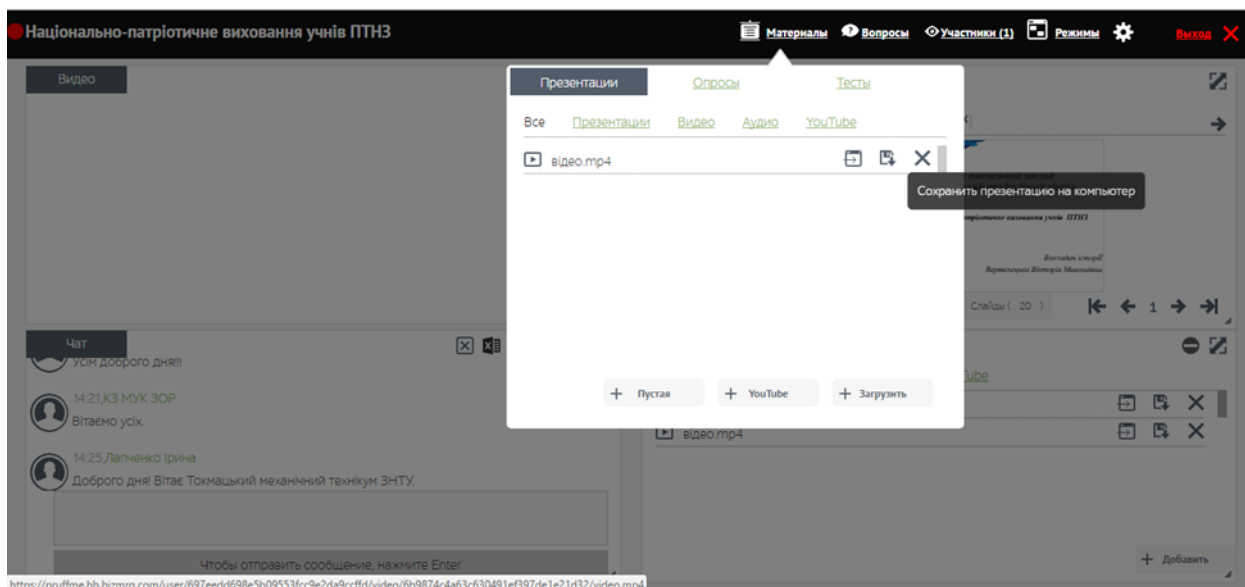 Національно-патріотичне виховання учнів ПТНЗ
Материалы
Вопросы
Участники (1)
Режимы
Выход
Видео
Презентации
Опросы
Тесты
Все
Презентации
Видео
Аудио
YouTube
відео.mp4
Сохранить презентацию на компьютер
Викладач історії
Слайды ( 20 )
1
+ Пустая
+ YouTube
+ Загрузить
Чат
Усім доброго дня!!!
14:21,КЗ МУК ЗОР
Вітаємо усіх.
14:25,Лапченко Ірина
Доброго дня! Вітає Токмацький механічний технікум ЗНТУ.
Чтобы отправить сообщение, нажмите Enter
відео.mp4
+ Добавить